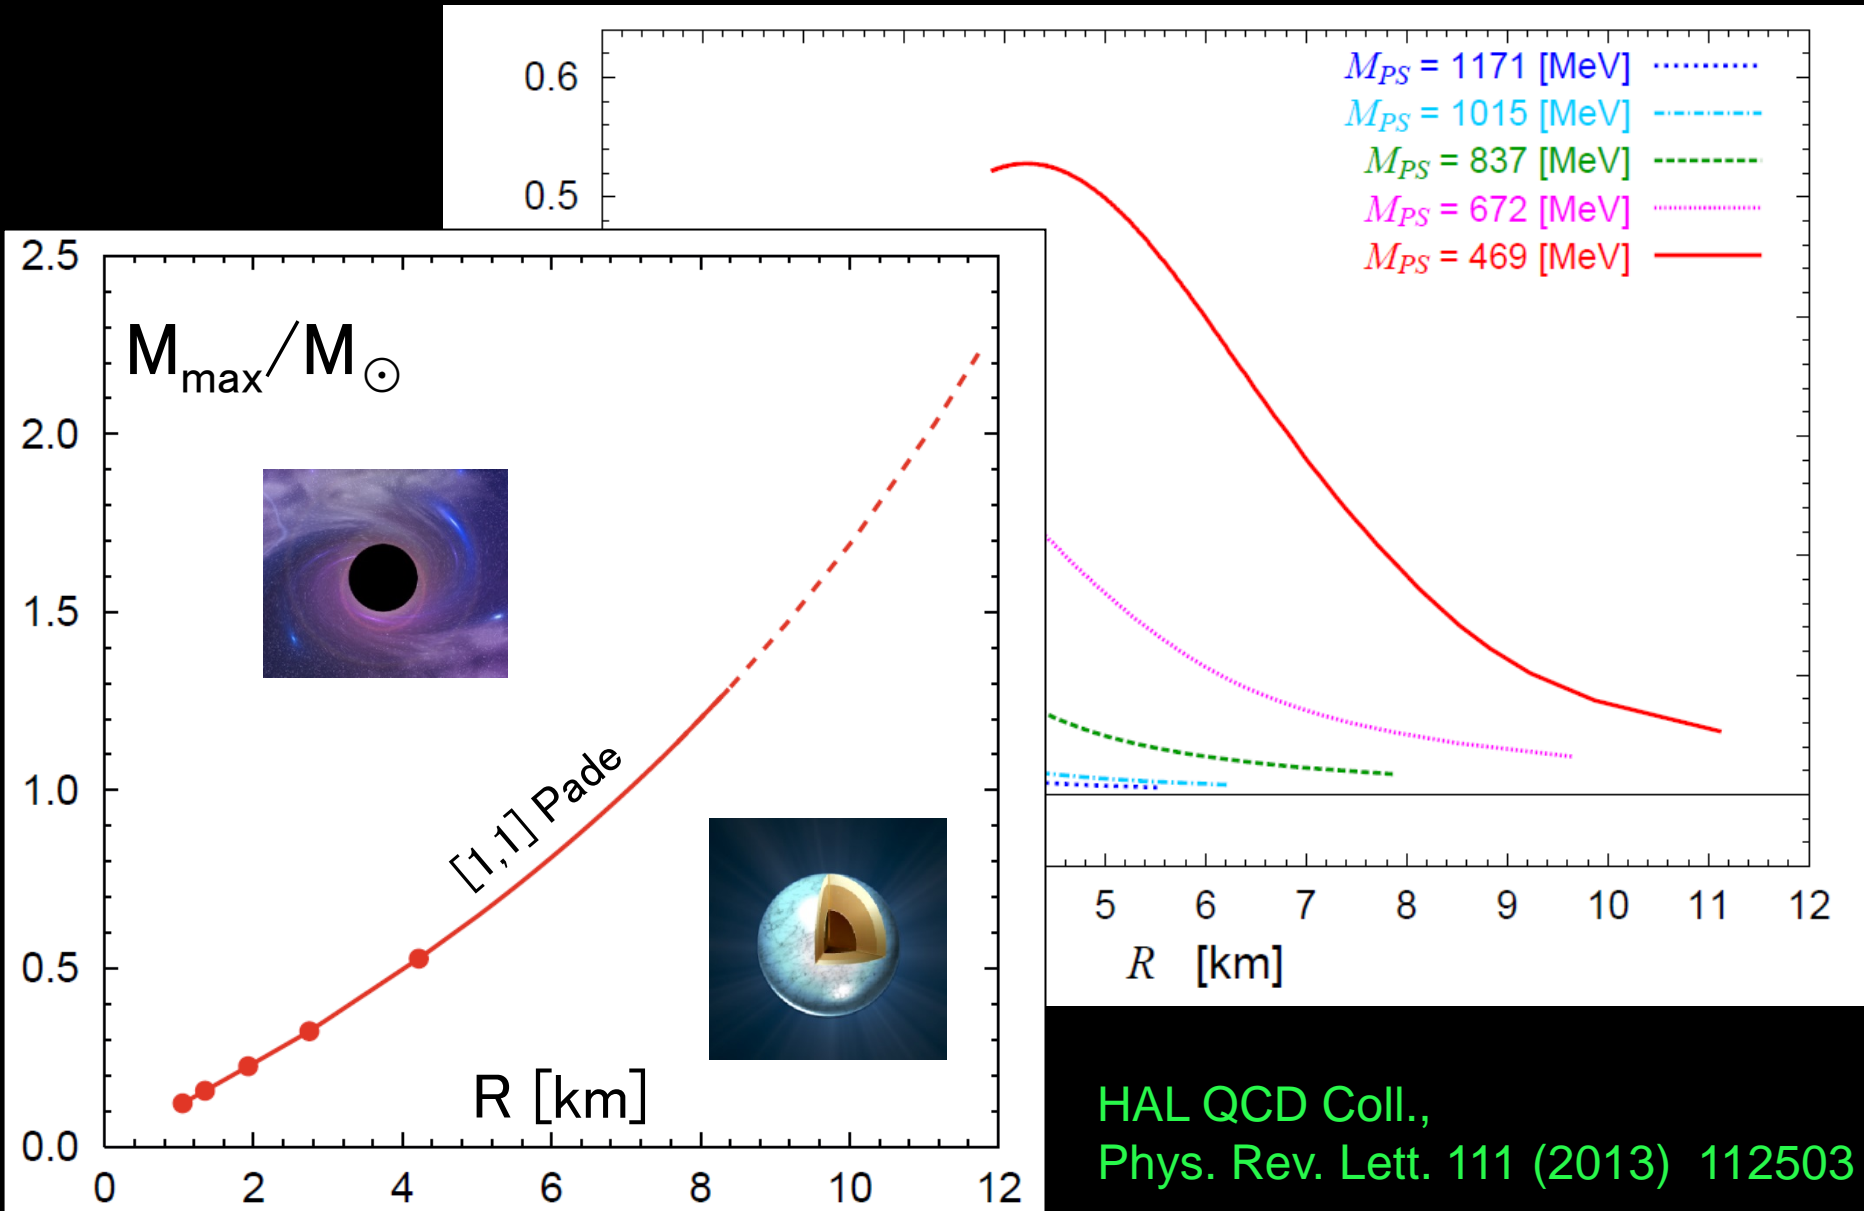 0.6
0.5
M_PS = 1171 [MeV]
M_PS = 1015 [MeV]
M_PS = 837 [MeV]
M_PS = 672 [MeV]
M_PS = 469 [MeV]
5 6 7 8 9 10 11 12
R [km]
2.5
2.0
1.5
1.0
0.5
0.0
M_max/M_⊙
[1,1] Pade
R [km]
0 2 4 6 8 10 12
HAL QCD Coll.,
Phys. Rev. Lett. 111 (2013) 112503